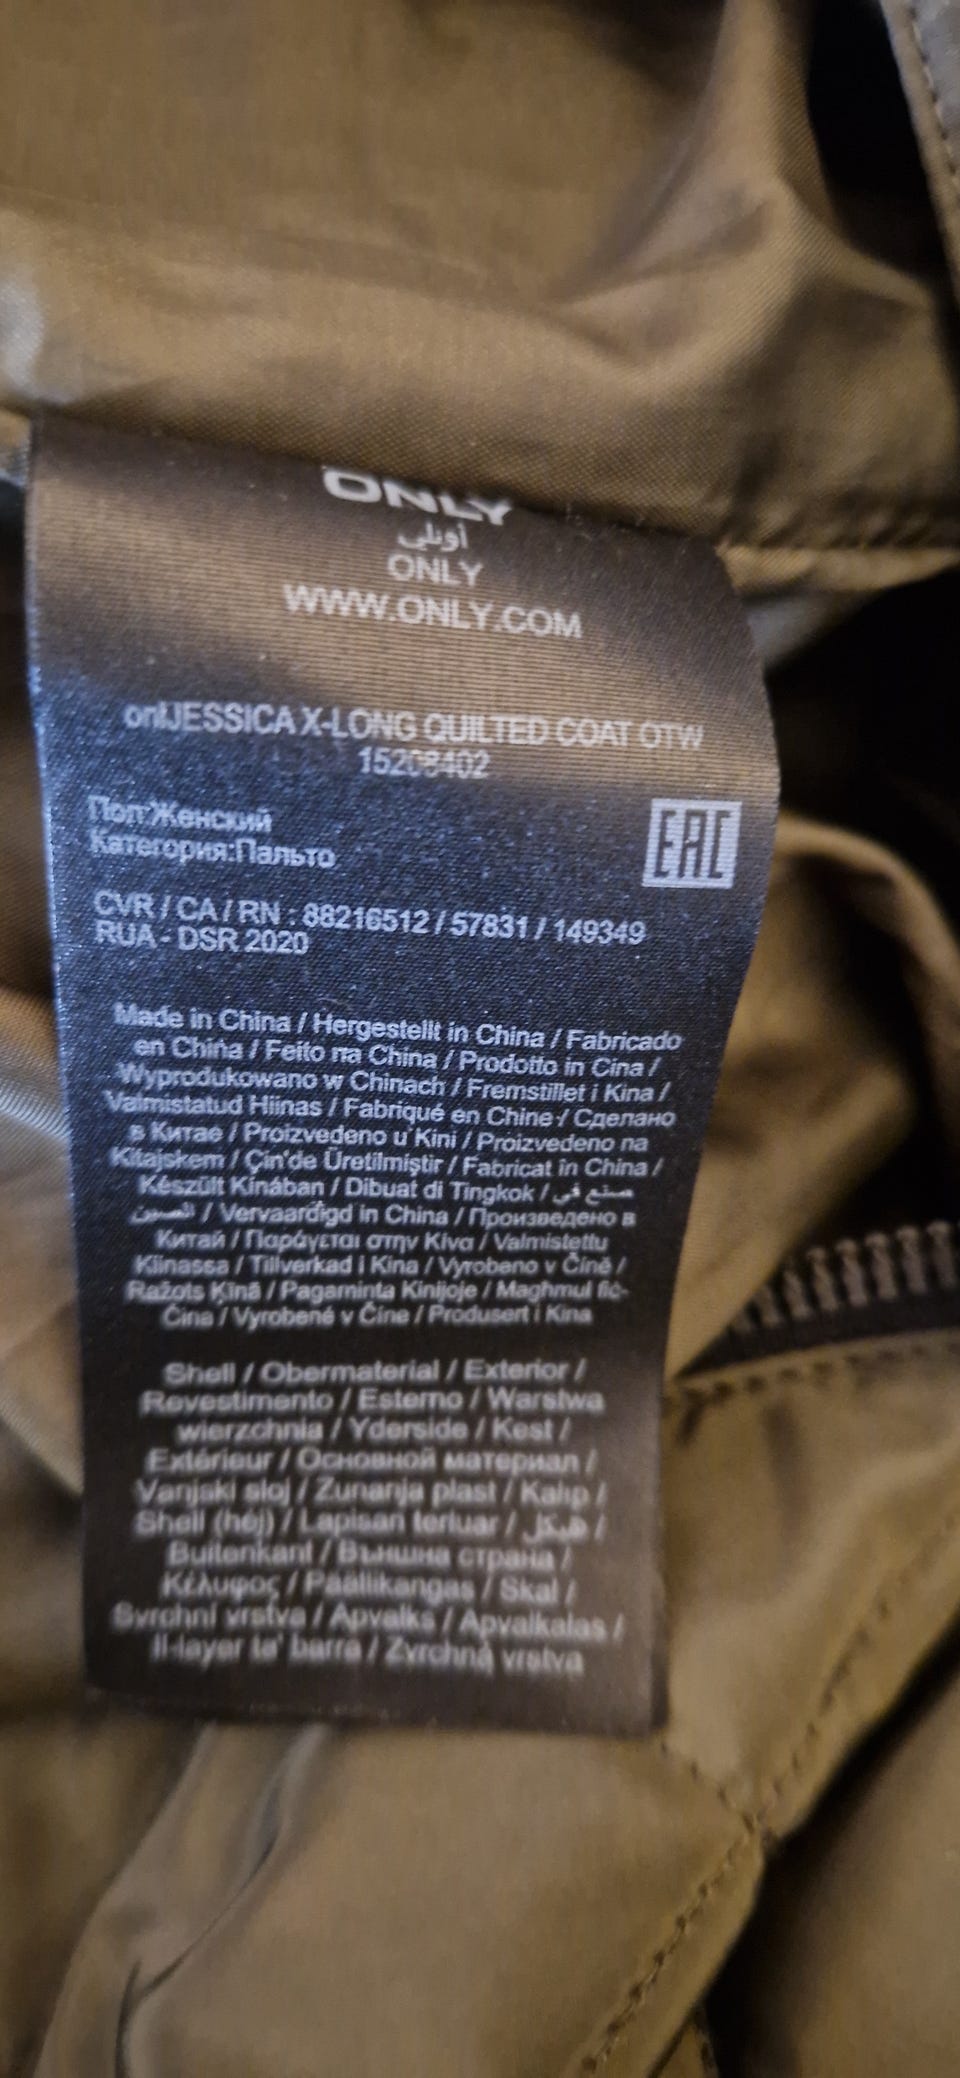 ONLY
أونلي
ONLY
WWW.ONLY.COM
onlJESSICA X-LONG QUILTED COAT OTW
15208402
Пол:Женский
Категория:Пальто
EAC
CVR / CA / RN : 88216512 / 57831 / 149349
RUA - DSR 2020
Made in China / Hergestellt in China / Fabricado
en China / Feito na China / Prodotto in Cina /
Wyprodukowano w Chinach / Fremstillet i Kina /
Valmistatud Hiinas / Fabriqué en Chine / Сделано
в Китае / Proizvedeno u Kini / Proizvedeno na
Kitajskem / Çin'de Üretilmiştir / Fabricat în China /
Készült Kínában / Dibuat di Tingkok / صنع في
الصين / Vervaardigd in China / Произведено в
Китай / Παράγεται στην Κίνα / Valmistettu
Kiinassa / Tillverkad i Kina / Vyrobeno v Číně /
Ražots Ķīnā / Pagaminta Kinijoje / Magħmul fiċ-
Ċina / Vyrobené v Číne / Produsert i Kina
Shell / Obermaterial / Exterior /
Revestimento / Esterno / Warstwa
wierzchnia / Yderside / Kest /
Extérieur / Основной материал /
Vanjski sloj / Zunanja plast / Kalıp /
Shell (héj) / Lapisan terluar / هيكل /
Buitenkant / Външна страна /
Κέλυφος / Päällikangas / Skal /
Svrchní vrstva / Apvalks / Apvalkalas /
Il-layer ta' barra / Zvrchná vrstva